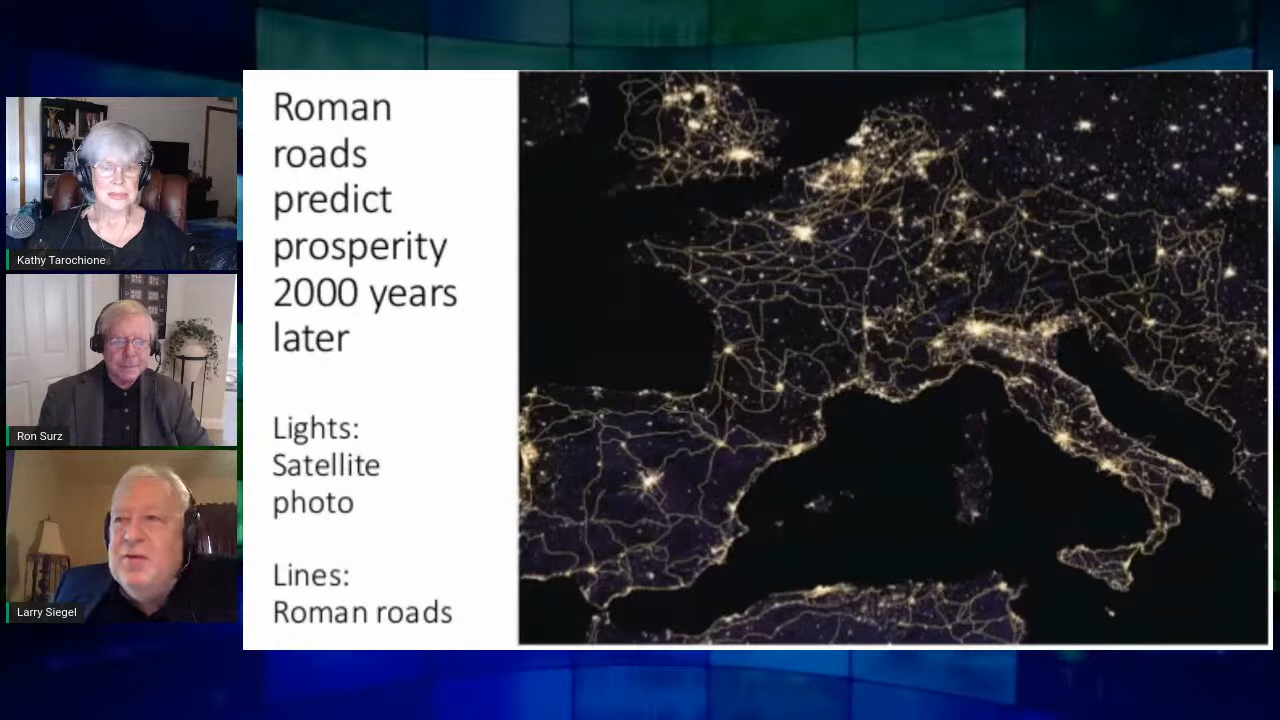 Roman
roads
predict
prosperity
2000 years
later
Lights:
Satellite
photo
Lines:
Roman roads
Kathy Tarochione
Ron Surz
Larry Siegel